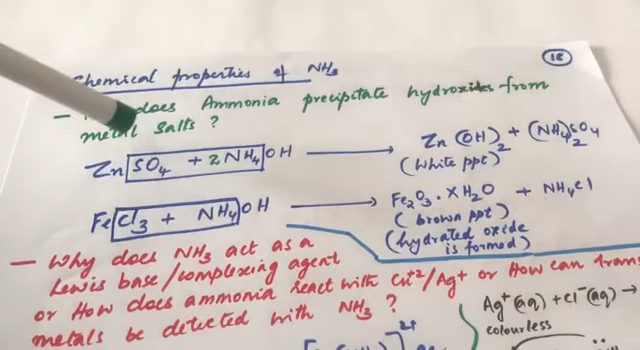 18
Chemical properties of NH3
does Ammonia precipitate hydroxides from
metal salts ?
ZnSO4 + 2NH4OH → Zn(OH)2 + (NH4)2SO4
(White ppt)
FeCl3 + NH4OH → Fe2O3.XH2O + NH4Cl
(brown ppt)
(hydrated oxide
is formed)
— Why does NH3 act as a
Lewis base/complexing agent
or How does ammonia react with Cu+2/Ag+ or How can trans
metals be detected with NH3 ?
Ag+(aq) + Cl-(aq) →
colourless
2+